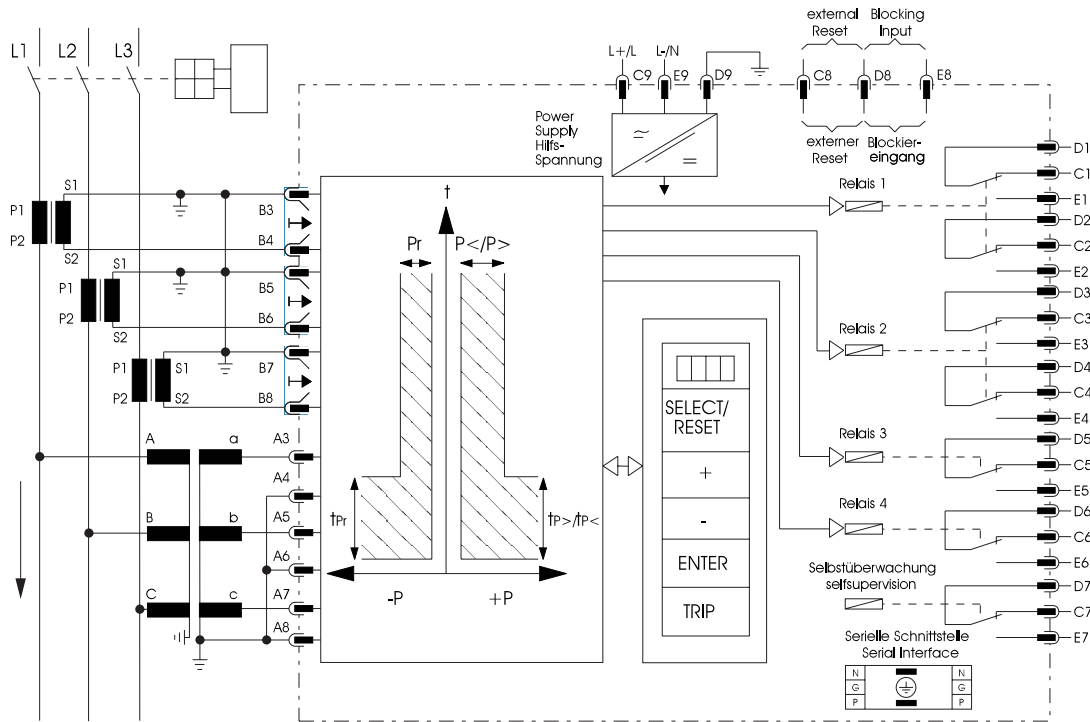 external Reset
Blocking Input
L1
L2
L3
L+/L
L-/N
C9
E9
D9
C8
D8
E8
Power Supply
Hilfs-
Spannung
externer Reset
Blockier-
eingang
S1
P1
P2
S2
B3
B4
S1
P1
P2
S2
B5
B6
P1
P2
S1
S2
B7
B8
A
a
A3
A4
B
b
A5
A6
C
c
A7
A8
t
Pr
P</P>
tPr
tP>/tP<
-P
+P
SELECT/
RESET
+
-
ENTER
TRIP
Relais 1
Relais 2
Relais 3
Relais 4
Selbstüberwachung
selfsupervision
Serielle Schnittstelle
Serial Interface
N
G
P
N
G
P
D1
C1
E1
D2
C2
E2
D3
C3
E3
D4
C4
E4
D5
C5
E5
D6
C6
E6
D7
C7
E7